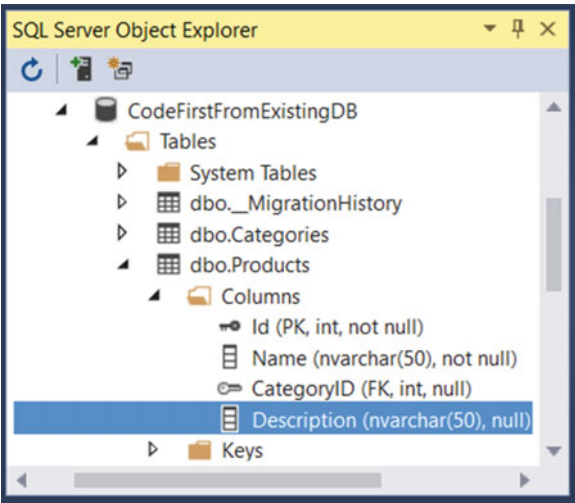 SQL Server Object Explorer
CodeFirstFromExistingDB
Tables
System Tables
dbo.__MigrationHistory
dbo.Categories
dbo.Products
Columns
Id (PK, int, not null)
Name (nvarchar(50), not null)
CategoryID (FK, int, null)
Description (nvarchar(50), null)
Keys